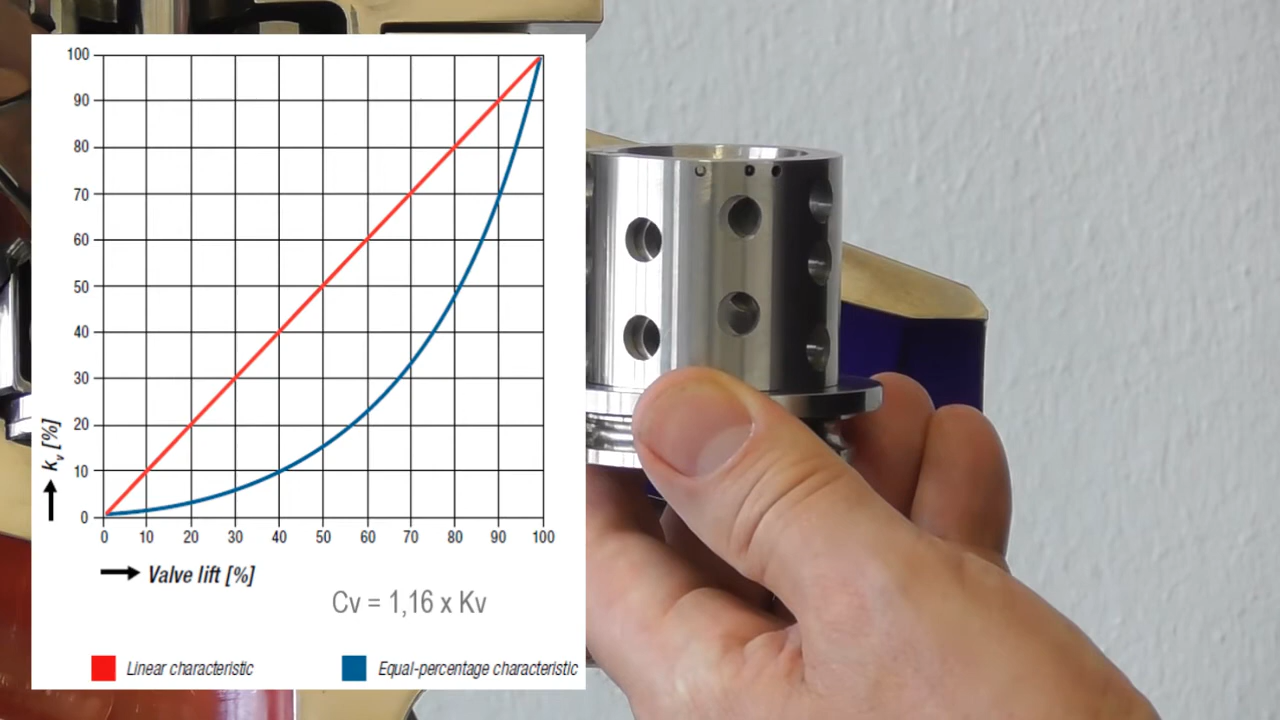 100
90
80
70
60
50
40
30
20
10
0
kv [%]
0 10 20 30 40 50 60 70 80 90 100
Valve lift [%]
Cv = 1,16 x Kv
Linear characteristic
Equal-percentage characteristic